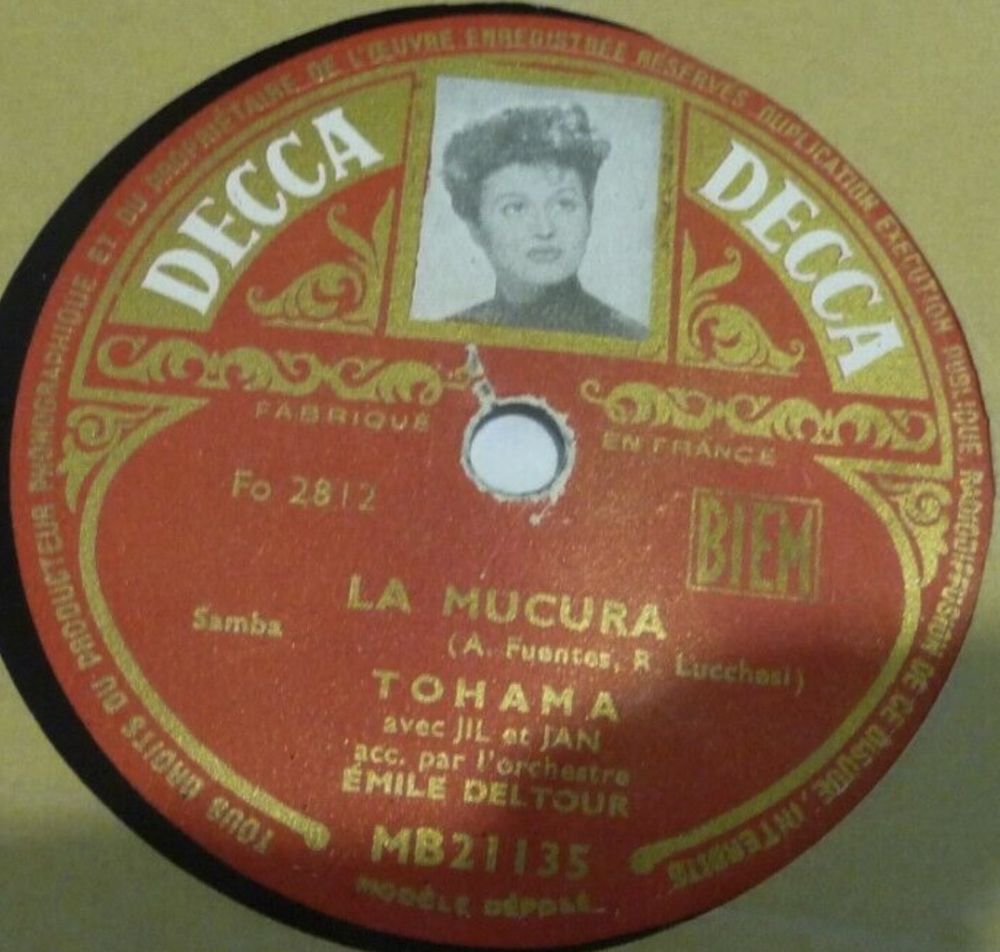 TOUS DROITS DU PRODUCTEUR PHONOGRAPHIQUE ET DU PROPRIÉTAIRE DE L'ŒUVRE ENREGISTRÉE RÉSERVÉS DUPLICATION EXECUTION PUBLIQUE RADIODIFFUSION DE CE DISQUE, INTERDITS
DECCA
DECCA
FABRIQUÉ
EN FRANCE
Fo 2812
BIEM
LA MUCURA
Samba
(A. Fuentes, R. Lucchesi)
TOHAMA
avec JIL et JAN
acc. par l'orchestre
ÉMILE DELTOUR
MB21135
MODÈLE DÉPOSÉ